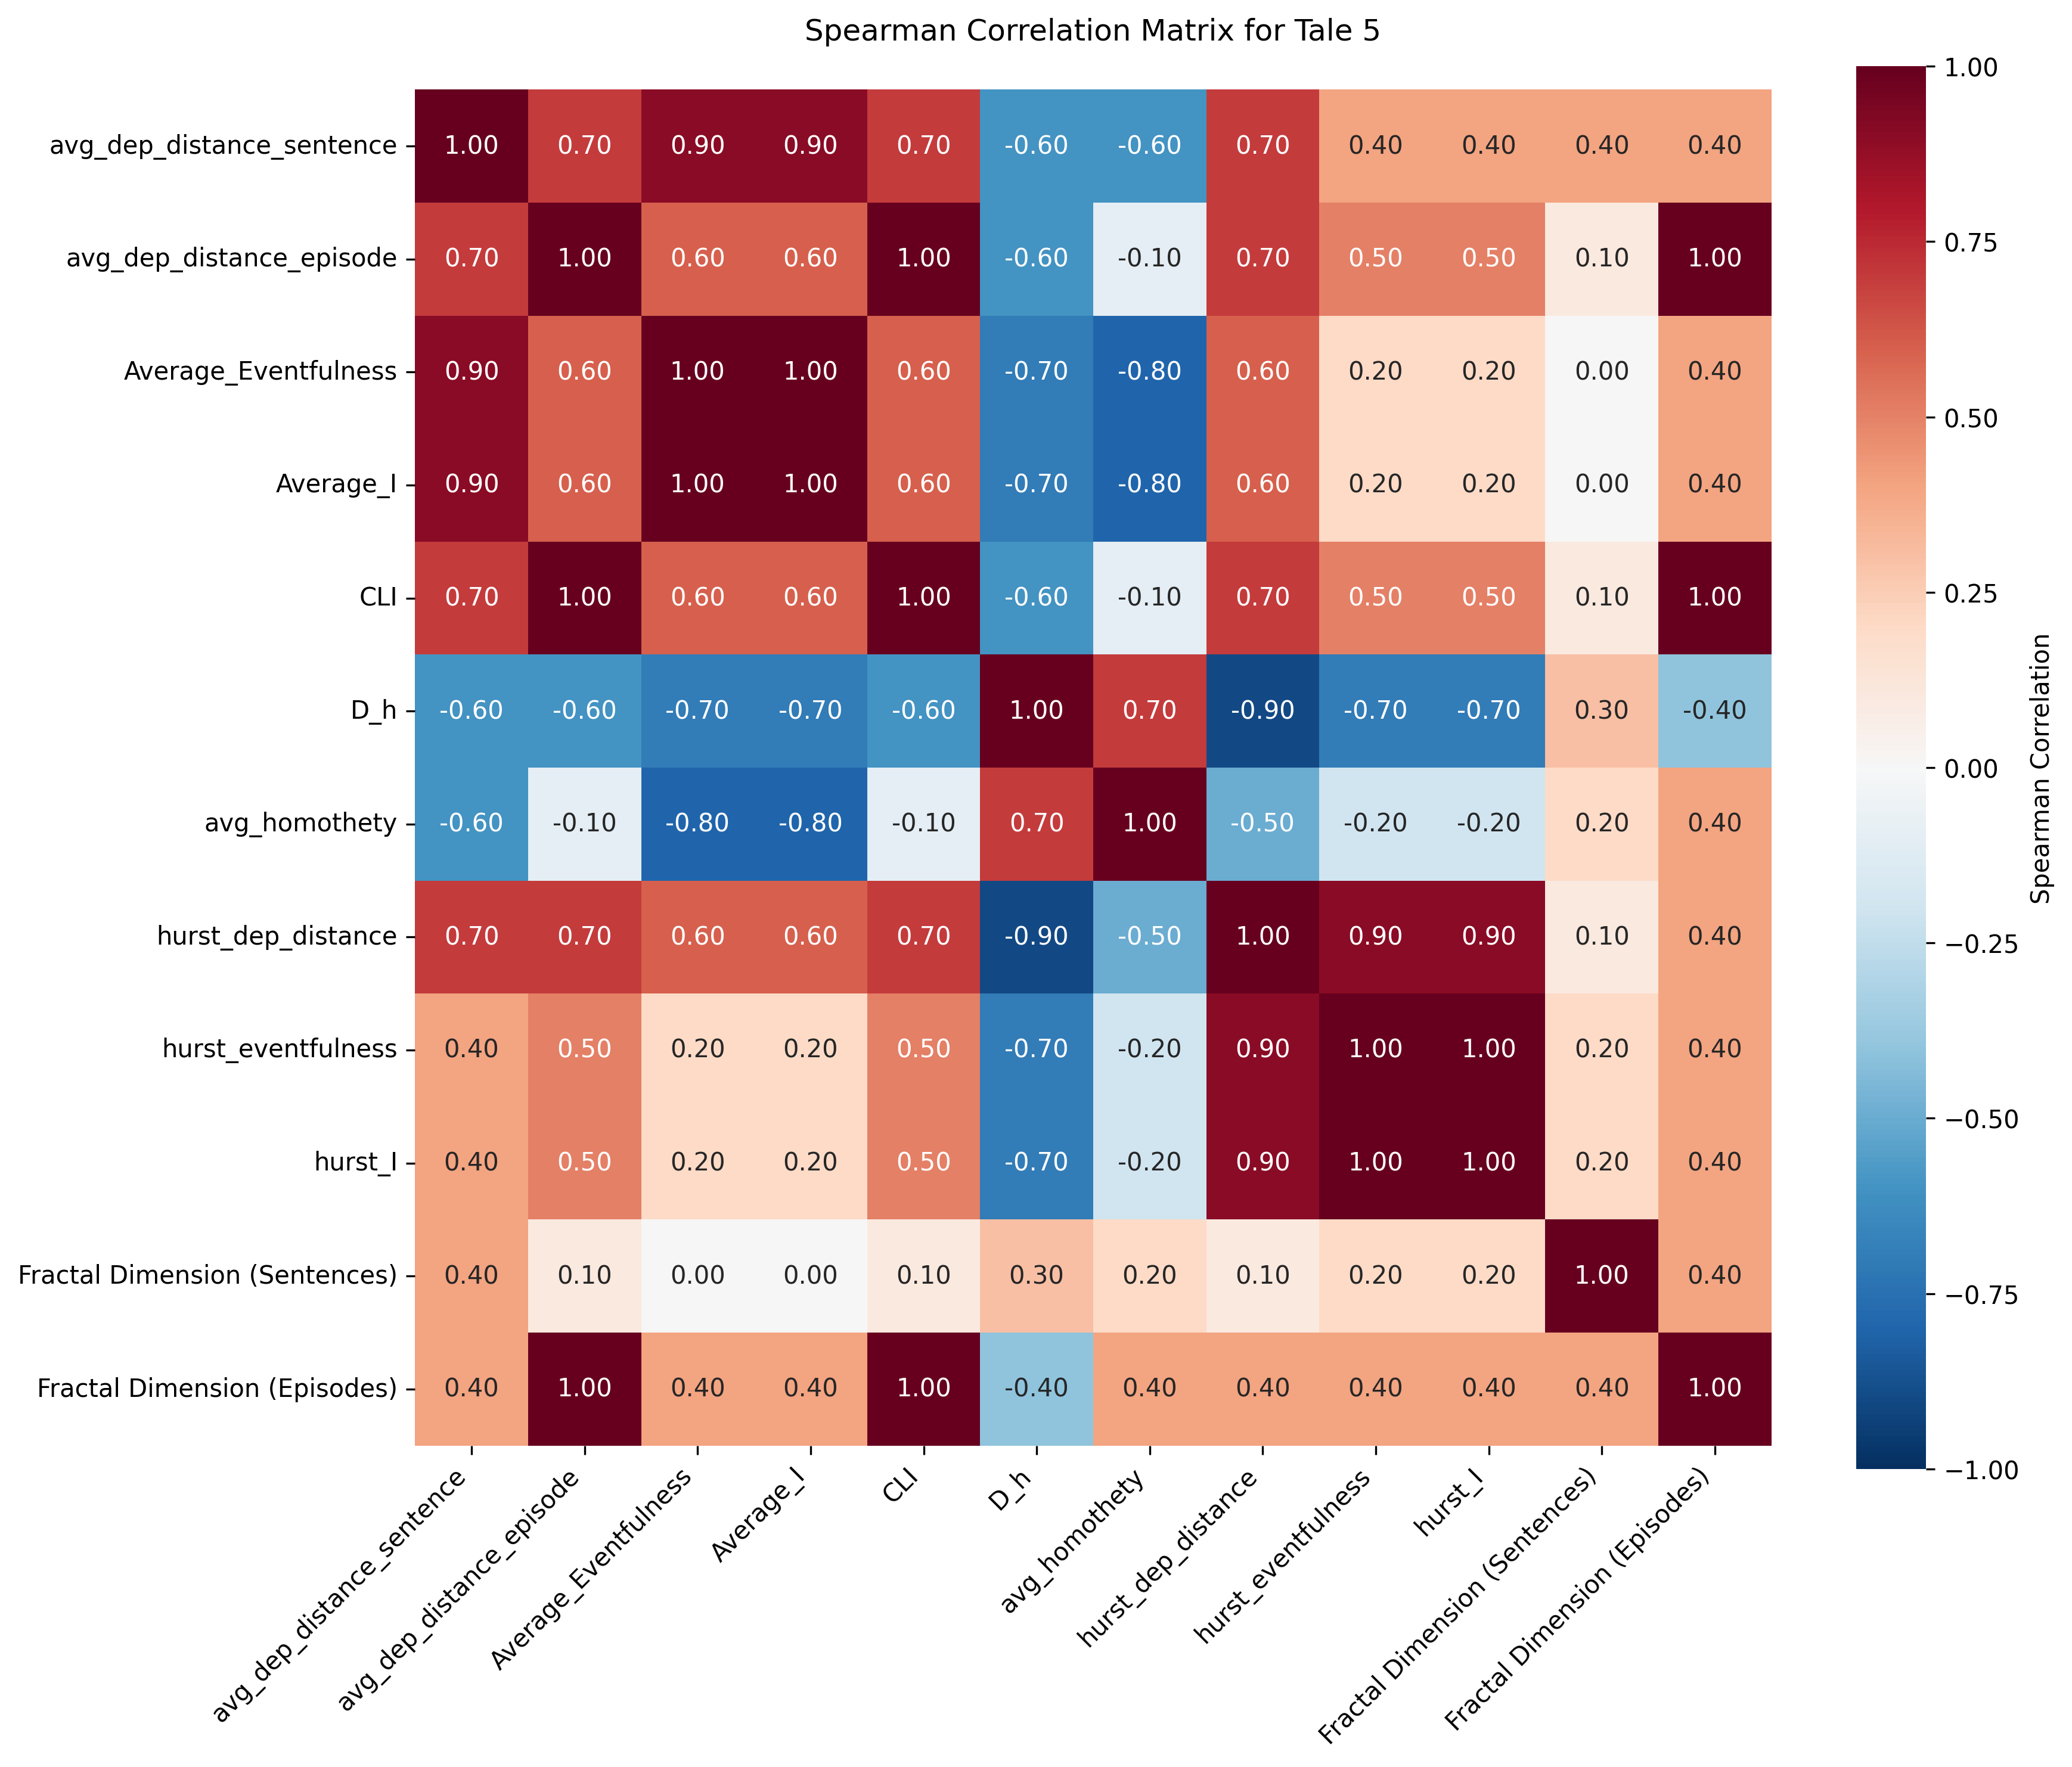 Spearman Correlation Matrix for Tale 5
avg_dep_distance_sentence 1.00 0.70 0.90 0.90 0.70 -0.60 -0.60 0.70 0.40 0.40 0.40 0.40
avg_dep_distance_episode 0.70 1.00 0.60 0.60 1.00 -0.60 -0.10 0.70 0.50 0.50 0.10 1.00
Average_Eventfulness 0.90 0.60 1.00 1.00 0.60 -0.70 -0.80 0.60 0.20 0.20 0.00 0.40
Average_I 0.90 0.60 1.00 1.00 0.60 -0.70 -0.80 0.60 0.20 0.20 0.00 0.40
CLI 0.70 1.00 0.60 0.60 1.00 -0.60 -0.10 0.70 0.50 0.50 0.10 1.00
D_h -0.60 -0.60 -0.70 -0.70 -0.60 1.00 0.70 -0.90 -0.70 -0.70 0.30 -0.40
avg_homothety -0.60 -0.10 -0.80 -0.80 -0.10 0.70 1.00 -0.50 -0.20 -0.20 0.20 0.40
hurst_dep_distance 0.70 0.70 0.60 0.60 0.70 -0.90 -0.50 1.00 0.90 0.90 0.10 0.40
hurst_eventfulness 0.40 0.50 0.20 0.20 0.50 -0.70 -0.20 0.90 1.00 1.00 0.20 0.40
hurst_I 0.40 0.50 0.20 0.20 0.50 -0.70 -0.20 0.90 1.00 1.00 0.20 0.40
Fractal Dimension (Sentences) 0.40 0.10 0.00 0.00 0.10 0.30 0.20 0.10 0.20 0.20 1.00 0.40
Fractal Dimension (Episodes) 0.40 1.00 0.40 0.40 1.00 -0.40 0.40 0.40 0.40 0.40 0.40 1.00
avg_dep_distance_sentence
avg_dep_distance_episode
Average_Eventfulness
Average_I
CLI
D_h
avg_homothety
hurst_dep_distance
hurst_eventfulness
hurst_I
Fractal Dimension (Sentences)
Fractal Dimension (Episodes)
1.00
0.75
0.50
0.25
0.00
−0.25
−0.50
−0.75
−1.00
Spearman Correlation